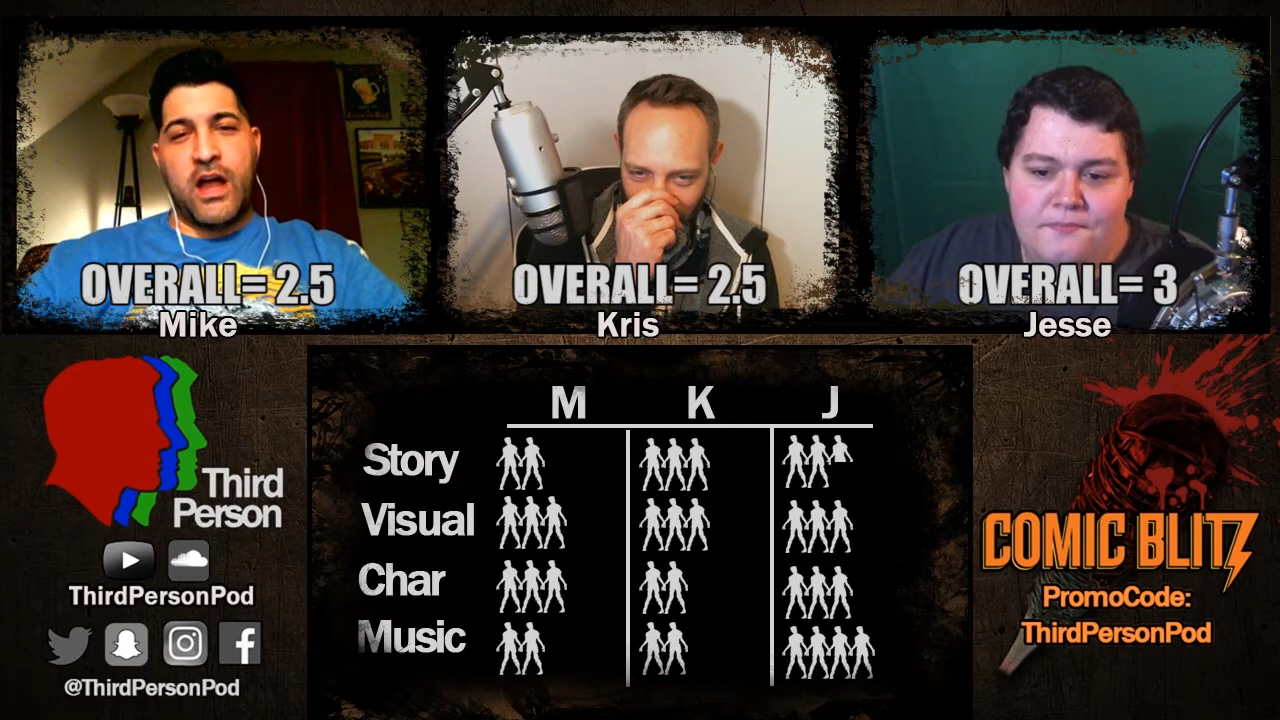 OVERALL= 2.5
OVERALL= 2.5
OVERALL= 3
Mike
Kris
Jesse
M K J
Story
Visual
Char
Music
Third
Person
ThirdPersonPod
@ThirdPersonPod
COMIC BLITZ
PromoCode:
ThirdPersonPod